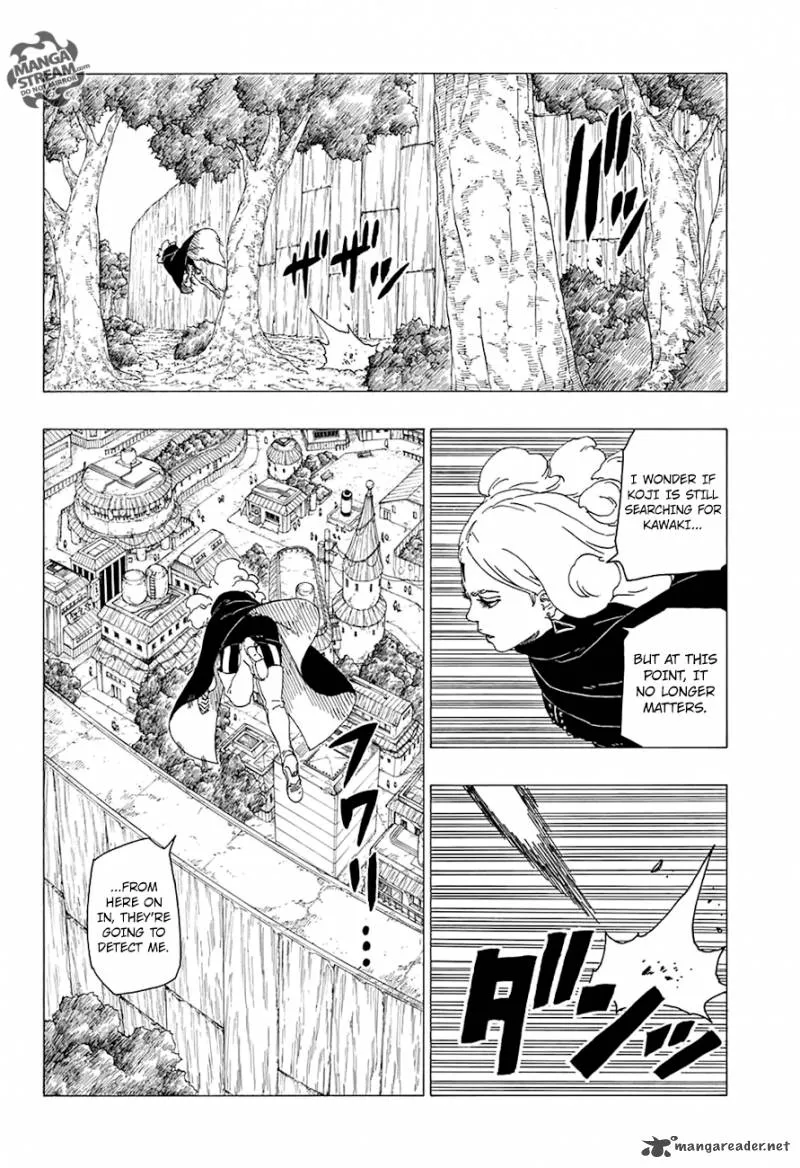 MANGA
STREAM.com
DO NOT MIRROR
バッ
ザザッ
I WONDER IF
KOJI IS STILL
SEARCHING FOR
KAWAKI...
BUT AT THIS
POINT, IT
NO LONGER
MATTERS.
ダンッ
フワッ...
...FROM
HERE ON
IN, THEY'RE
GOING TO
DETECT ME.
mangareader.net